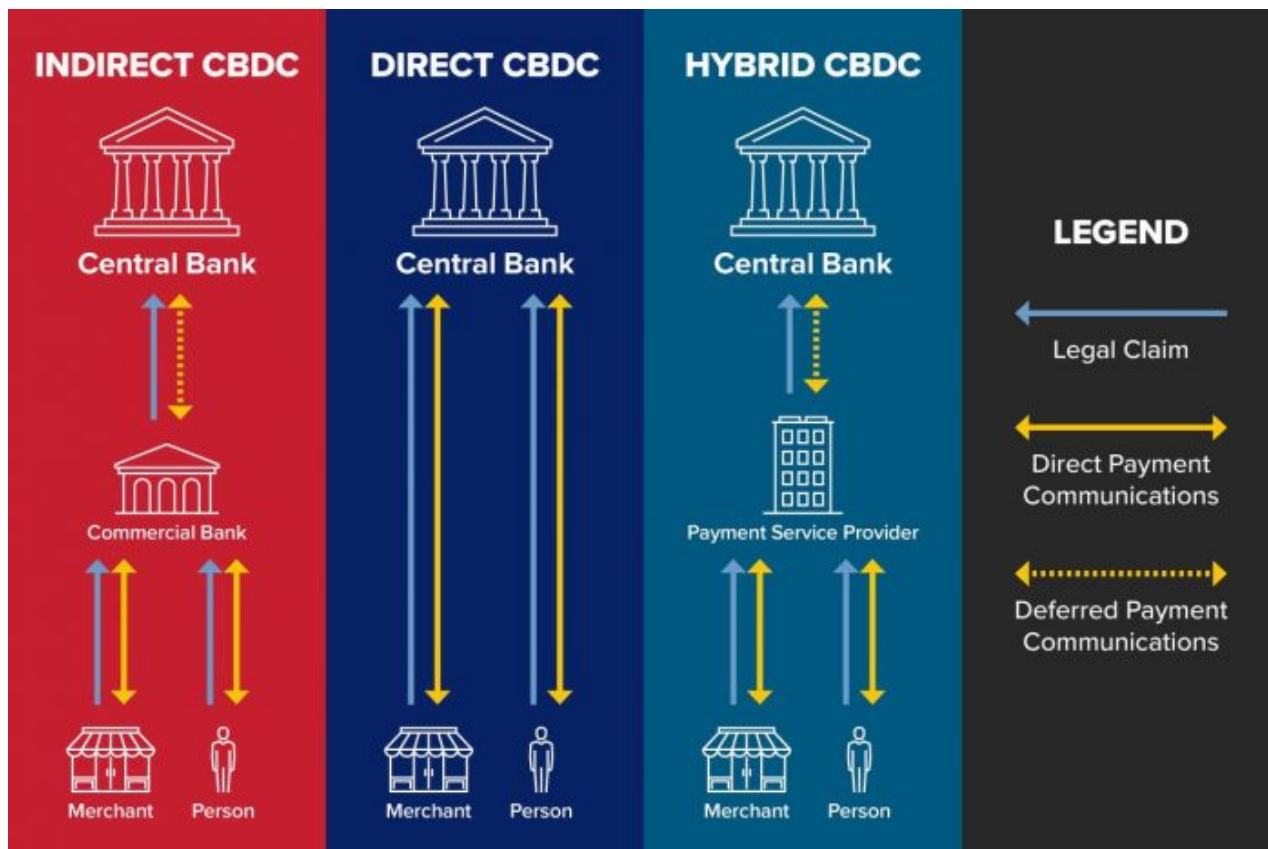 INDIRECT CBDC
Central Bank
Commercial Bank
Merchant
Person
DIRECT CBDC
Central Bank
Merchant
Person
HYBRID CBDC
Central Bank
Payment Service Provider
Merchant
Person
LEGEND
Legal Claim
Direct Payment
Communications
Deferred Payment
Communications